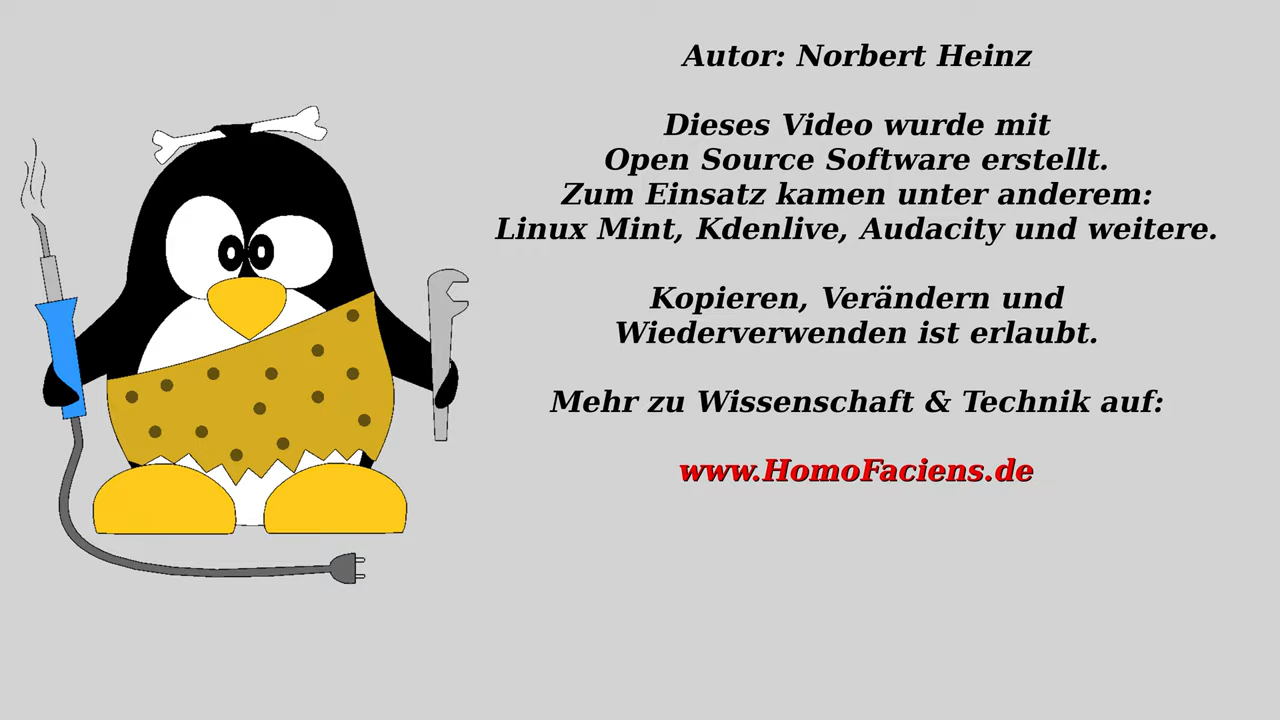 Autor: Norbert Heinz
Dieses Video wurde mit
Open Source Software erstellt.
Zum Einsatz kamen unter anderem:
Linux Mint, Kdenlive, Audacity und weitere.
Kopieren, Verändern und
Wiederverwenden ist erlaubt.
Mehr zu Wissenschaft & Technik auf:
www.HomoFaciens.de